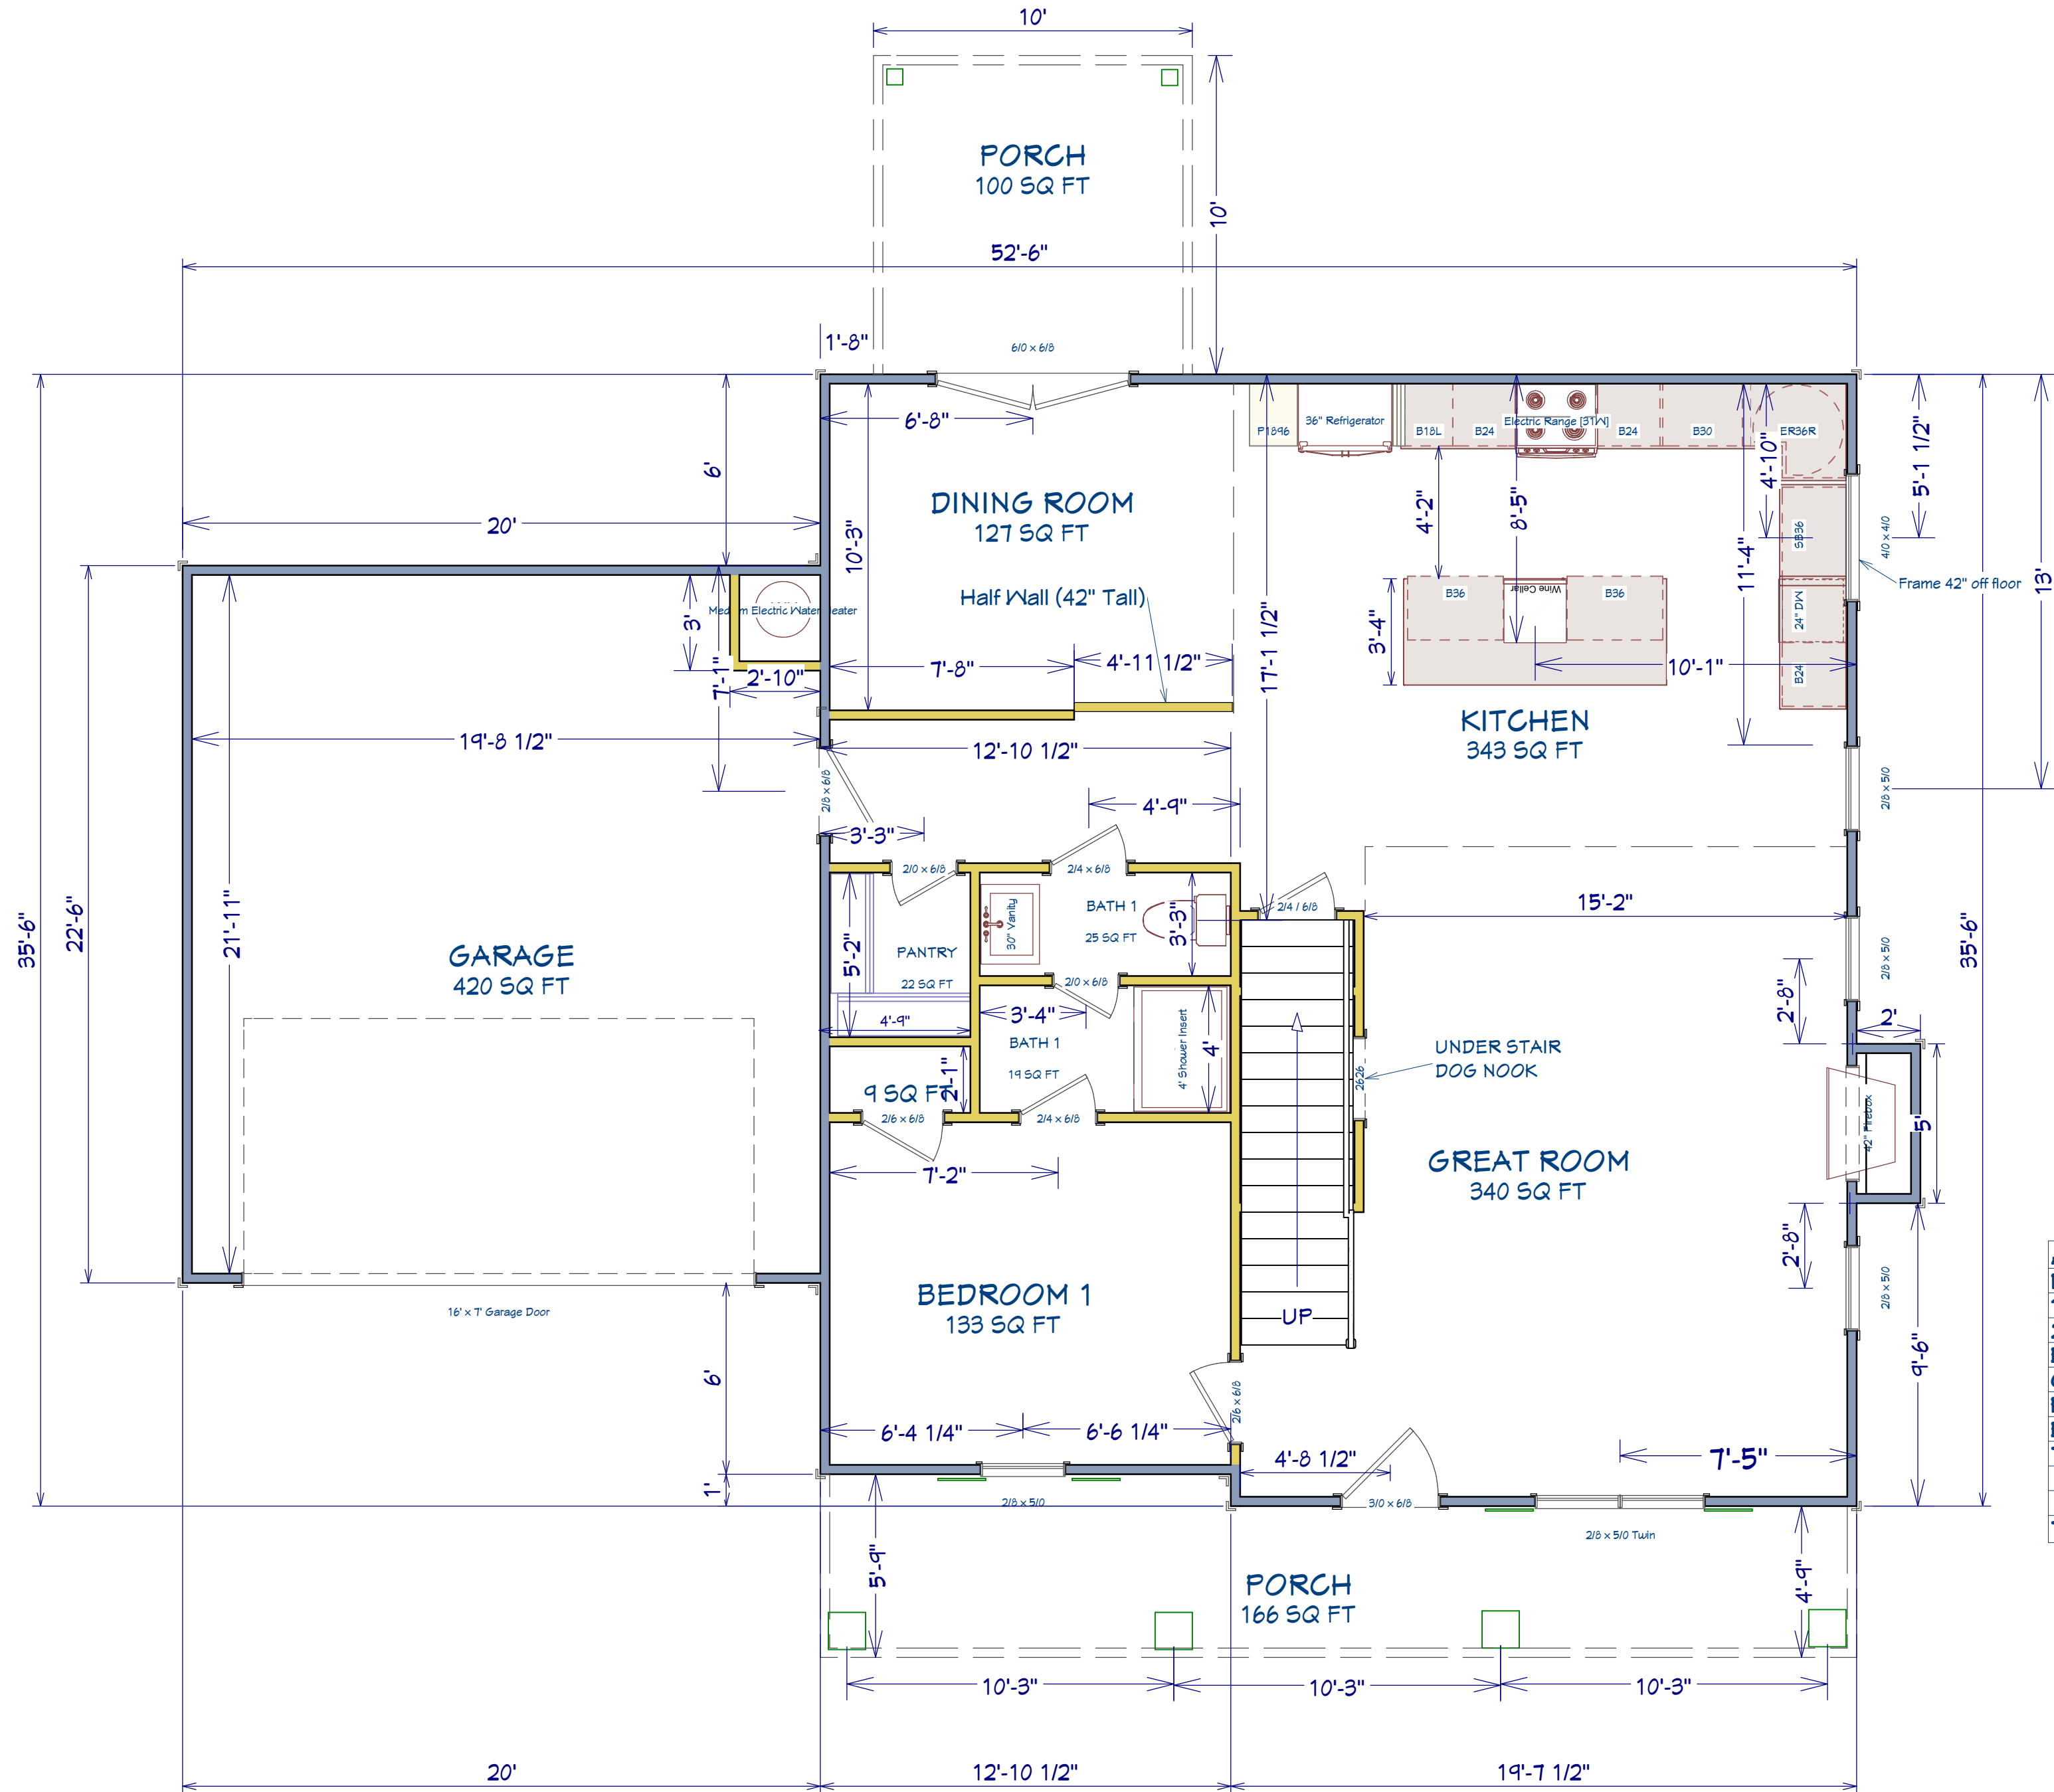 10'
PORCH
100 SQ FT
10'
52'-6"
1'-8"
6/0 x 6/8
6'-8"
6'
20'
10'-3"
DINING ROOM
127 SQ FT
Half Wall (42" Tall)
7'-8"
4'-11 1/2"
17'-1 1/2"
P1896
36" Refrigerator
B18L
B24
Electric Range [31W]
B24
B30
ER36R
4'-10"
5'-1 1/2"
4'-2"
8'-5"
11'-4"
SB36
4/0 x 4/0
Frame 42" off floor
13'
B36
Wine Cellar
B36
24" DW
B24
3'-4"
10'-1"
KITCHEN
343 SQ FT
3'
7'-1"
2'-10"
19'-8 1/2"
12'-10 1/2"
2/8 x 6/8
2/8 x 5/0
3'-3"
4'-9"
35'-6"
22'-6"
21'-11"
GARAGE
420 SQ FT
2/0 x 6/8
2/4 x 6/8
5'-2"
PANTRY
22 SQ FT
4'-9"
30" Vanity
BATH 1
25 SQ FT
3'-3"
2/4 / 6/8
15'-2"
2/8 x 5/0
35'-6"
2'-8"
2'
2/0 x 6/8
3'-4"
BATH 1
19 SQ FT
4' Shower Insert
4'
9 SQ FT
2'-1"
2/6 x 6/8
2/4 x 6/8
2626
UNDER STAIR
DOG NOOK
42" Firebox
5'
GREAT ROOM
340 SQ FT
7'-2"
2'-8"
2/8 x 5/0
BEDROOM 1
133 SQ FT
UP
16' x 7' Garage Door
6'
9'-6"
2/6 x 6/8
6'-4 1/4"
6'-6 1/4"
4'-8 1/2"
7'-5"
1'
2/8 x 5/0
3/0 x 6/8
2/8 x 5/0 Twin
5'-9"
4'-9"
PORCH
166 SQ FT
10'-3"
10'-3"
10'-3"
20'
12'-10 1/2"
19'-7 1/2"